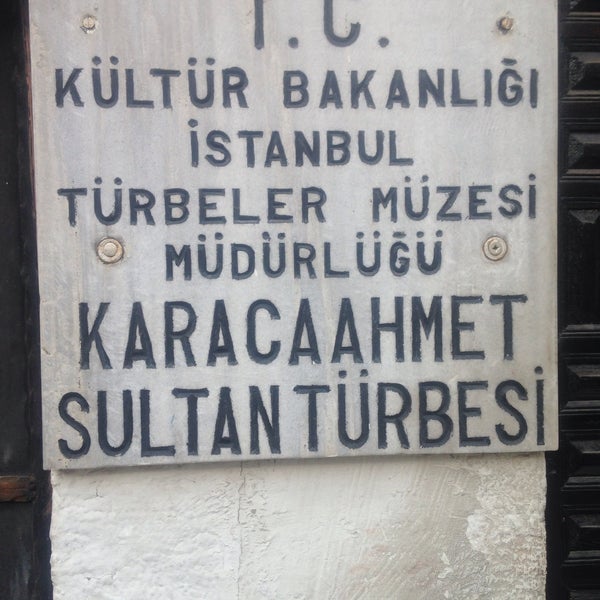 T.C.
KÜLTÜR BAKANLIĞI
İSTANBUL
TÜRBELER MÜZESİ
MÜDÜRLÜĞÜ
KARACAAHMET
SULTAN TÜRBESİ